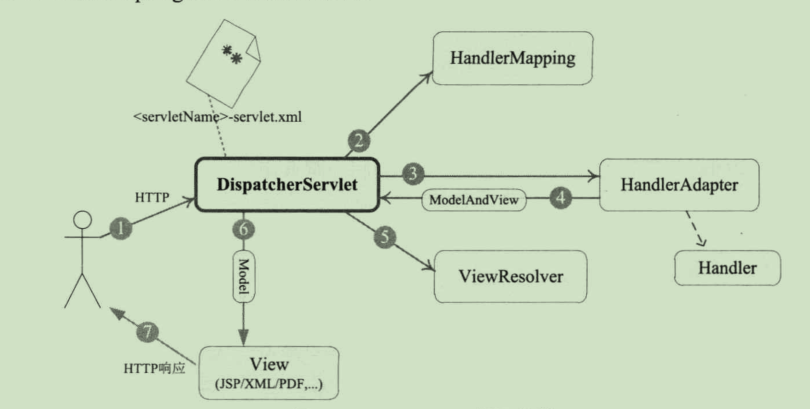 HandlerMapping
<servletName>-servlet.xml
2
DispatcherServlet
3
HandlerAdapter
ModelAndView
4
HTTP
1
6
5
Model
ViewResolver
Handler
7
HTTP响应
View
(JSP/XML/PDF,...)